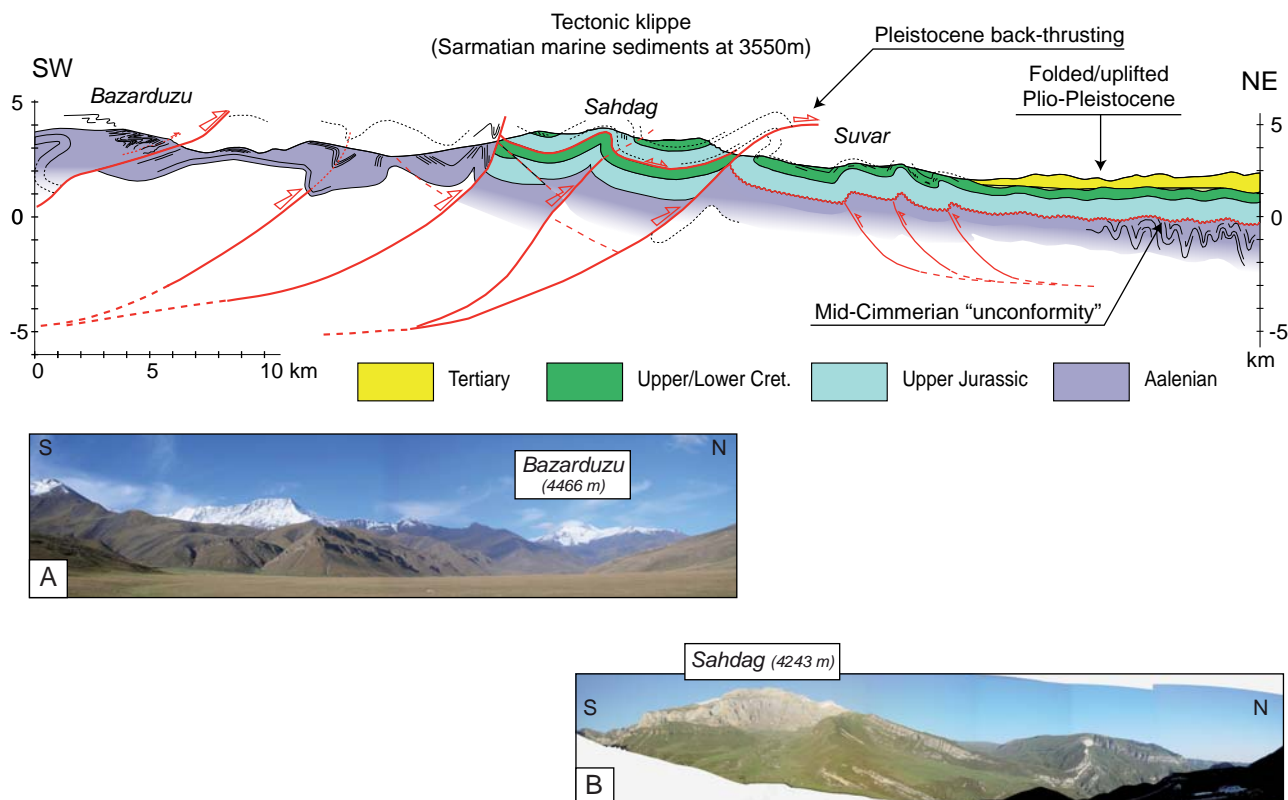 Tectonic klippe
(Sarmatian marine sediments at 3550m)
Pleistocene back-thrusting
SW
NE
Folded/uplifted
Plio-Pleistocene
Bazarduzu
Sahdag
Suvar
5
5
0
0
-5
-5
km
Mid-Cimmerian “unconformity”
0
5
10 km
Tertiary
Upper/Lower Cret.
Upper Jurassic
Aalenian
S
N
Bazarduzu
(4466 m)
A
Sahdag (4243 m)
S
N
B